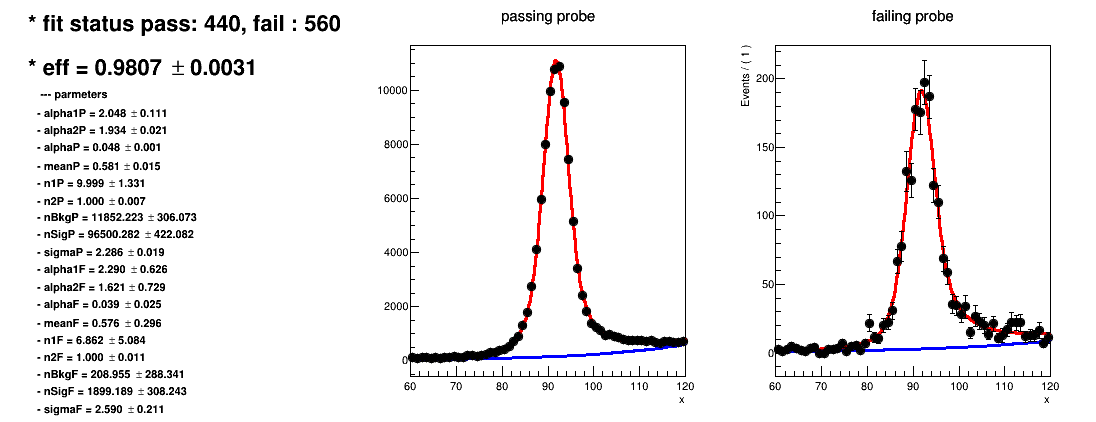 * fit status pass: 440, fail : 560
* eff = 0.9807 ± 0.0031
--- parmeters
- alpha1P = 2.048 ± 0.111
- alpha2P = 1.934 ± 0.021
- alphaP = 0.048 ± 0.001
- meanP = 0.581 ± 0.015
- n1P = 9.999 ± 1.331
- n2P = 1.000 ± 0.007
- nBkgP = 11852.223 ± 306.073
- nSigP = 96500.282 ± 422.082
- sigmaP = 2.286 ± 0.019
- alpha1F = 2.290 ± 0.626
- alpha2F = 1.621 ± 0.729
- alphaF = 0.039 ± 0.025
- meanF = 0.576 ± 0.296
- n1F = 6.862 ± 5.084
- n2F = 1.000 ± 0.011
- nBkgF = 208.955 ± 288.341
- nSigF = 1899.189 ± 308.243
- sigmaF = 2.590 ± 0.211
passing probe
10000
8000
6000
4000
2000
0
60 70 80 90 100 110 120
x
failing probe
Events / ( 1 )
200
150
100
50
0
60 70 80 90 100 110 120
x